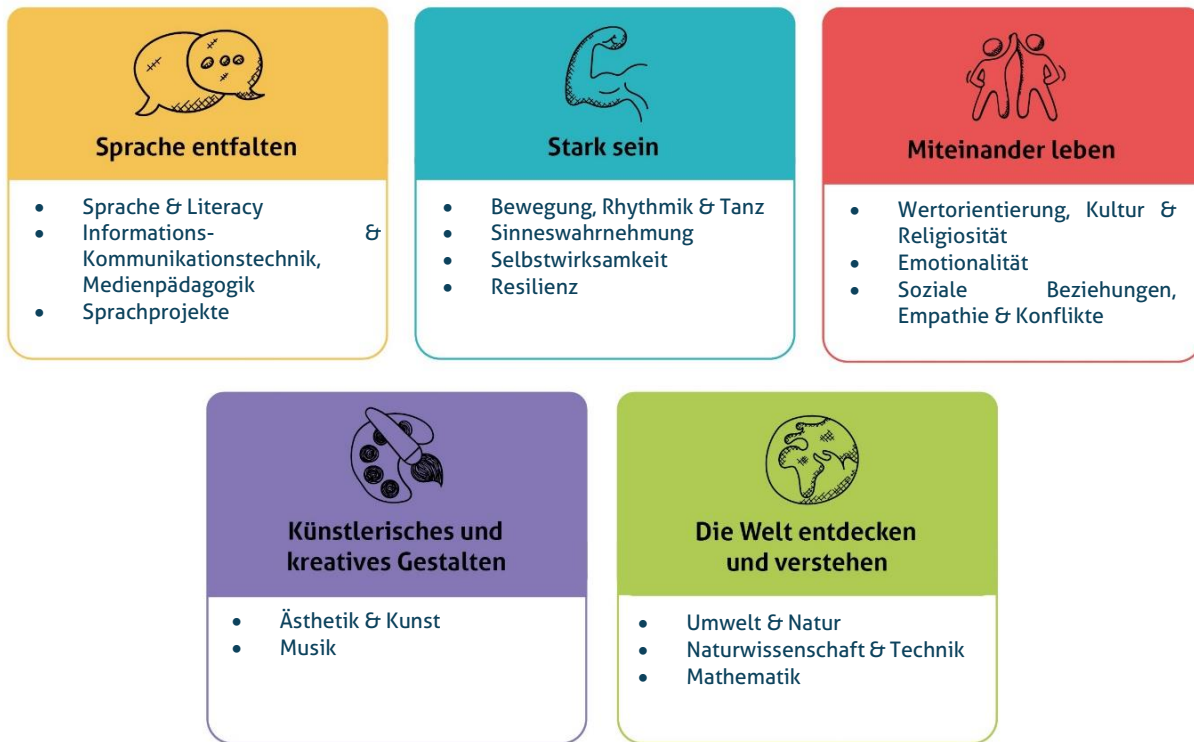 Sprache entfalten
• Sprache & Literacy
• Informations- &
Kommunikationstechnik,
Medienpädagogik
• Sprachprojekte
Stark sein
• Bewegung, Rhythmik & Tanz
• Sinneswahrnehmung
• Selbstwirksamkeit
• Resilienz
Miteinander leben
• Wertorientierung, Kultur &
Religiosität
• Emotionalität
• Soziale Beziehungen,
Empathie & Konflikte
Künstlerisches und
kreatives Gestalten
• Ästhetik & Kunst
• Musik
Die Welt entdecken
und verstehen
• Umwelt & Natur
• Naturwissenschaft & Technik
• Mathematik